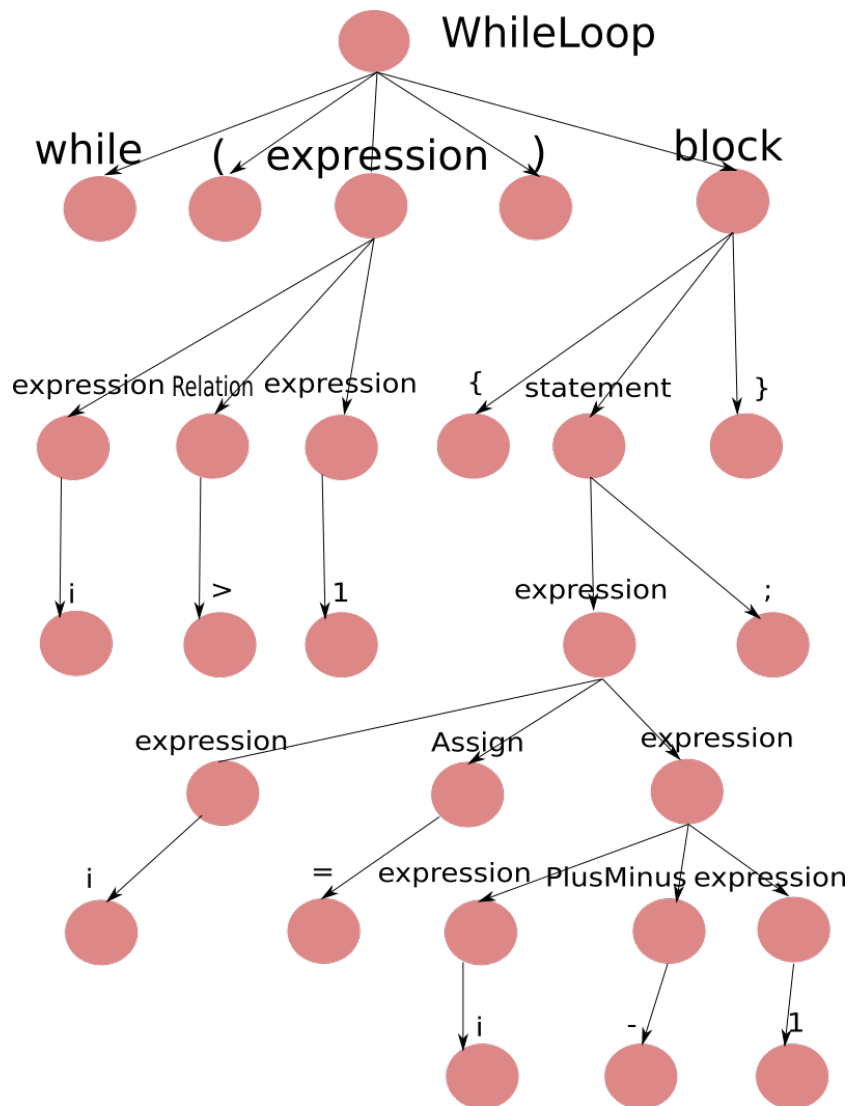 WhileLoop
while ( expression ) block
expression Relation expression { statement }
i > 1 expression ;
expression Assign expression
i = expression PlusMinus expression
i - 1